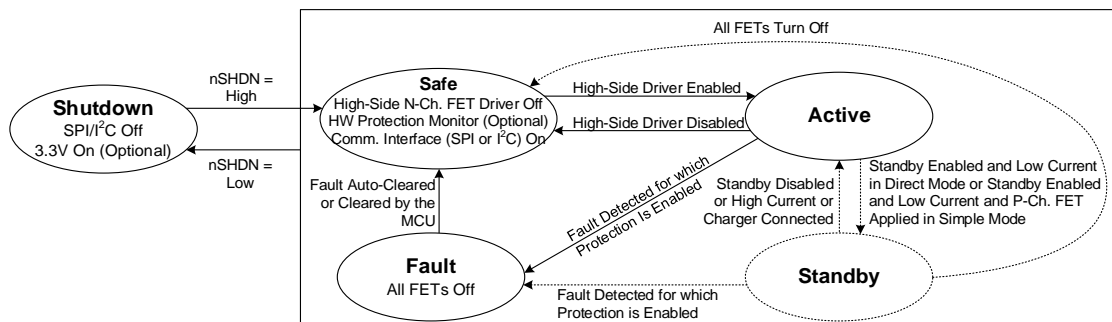 All FETs Turn Off
nSHDN =
High
Shutdown
SPI/I²C Off
3.3V On (Optional)
nSHDN =
Low
Safe
High-Side N-Ch. FET Driver Off
HW Protection Monitor (Optional)
Comm. Interface (SPI or I²C) On
High-Side Driver Enabled
High-Side Driver Disabled
Active
Fault Auto-Cleared
or Cleared by the
MCU
Fault Detected for which
Protection Is Enabled
Standby Disabled
or High Current or
Charger Connected
Standby Enabled and Low Current
in Direct Mode or Standby Enabled
and Low Current and P-Ch. FET
Applied in Simple Mode
Fault
All FETs Off
Fault Detected for which
Protection is Enabled
Standby